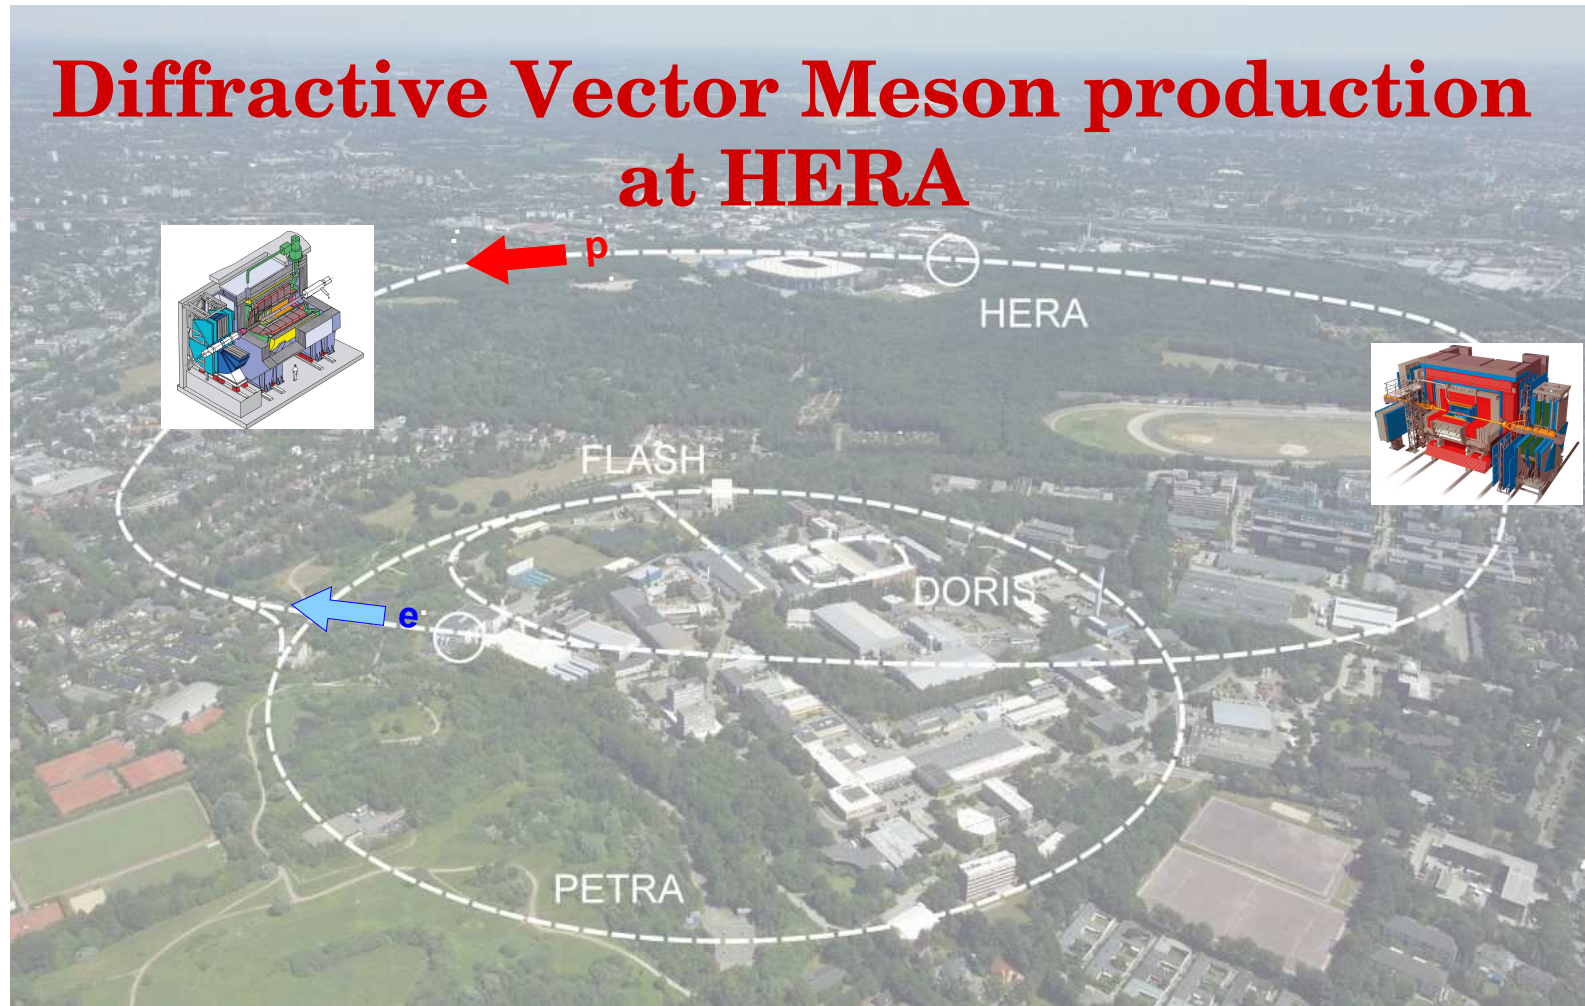 Diffractive Vector Meson production
at HERA
p
HERA
FLASH
DORIS
e
PETRA